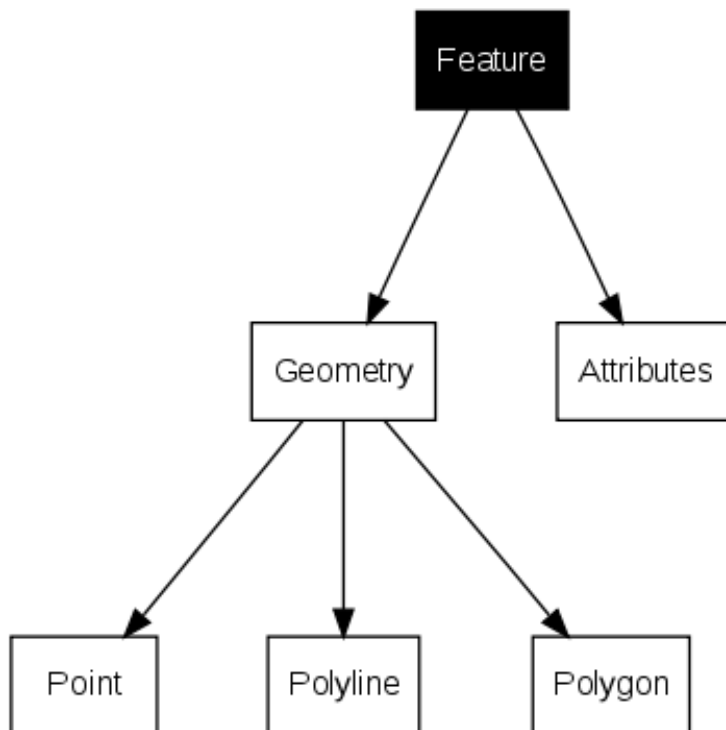 Feature
Geometry
Attributes
Point
Polyline
Polygon